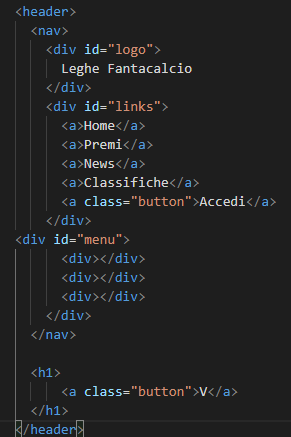 <header>
<nav>
<div id="logo">
Leghe Fantacalcio
</div>
<div id="links">
<a>Home</a>
<a>Premi</a>
<a>News</a>
<a>Classifiche</a>
<a class="button">Accedi</a>
</div>
<div id="menu">
<div></div>
<div></div>
<div></div>
</div>
</nav>
<h1>
<a class="button">V</a>
</h1>
</header>